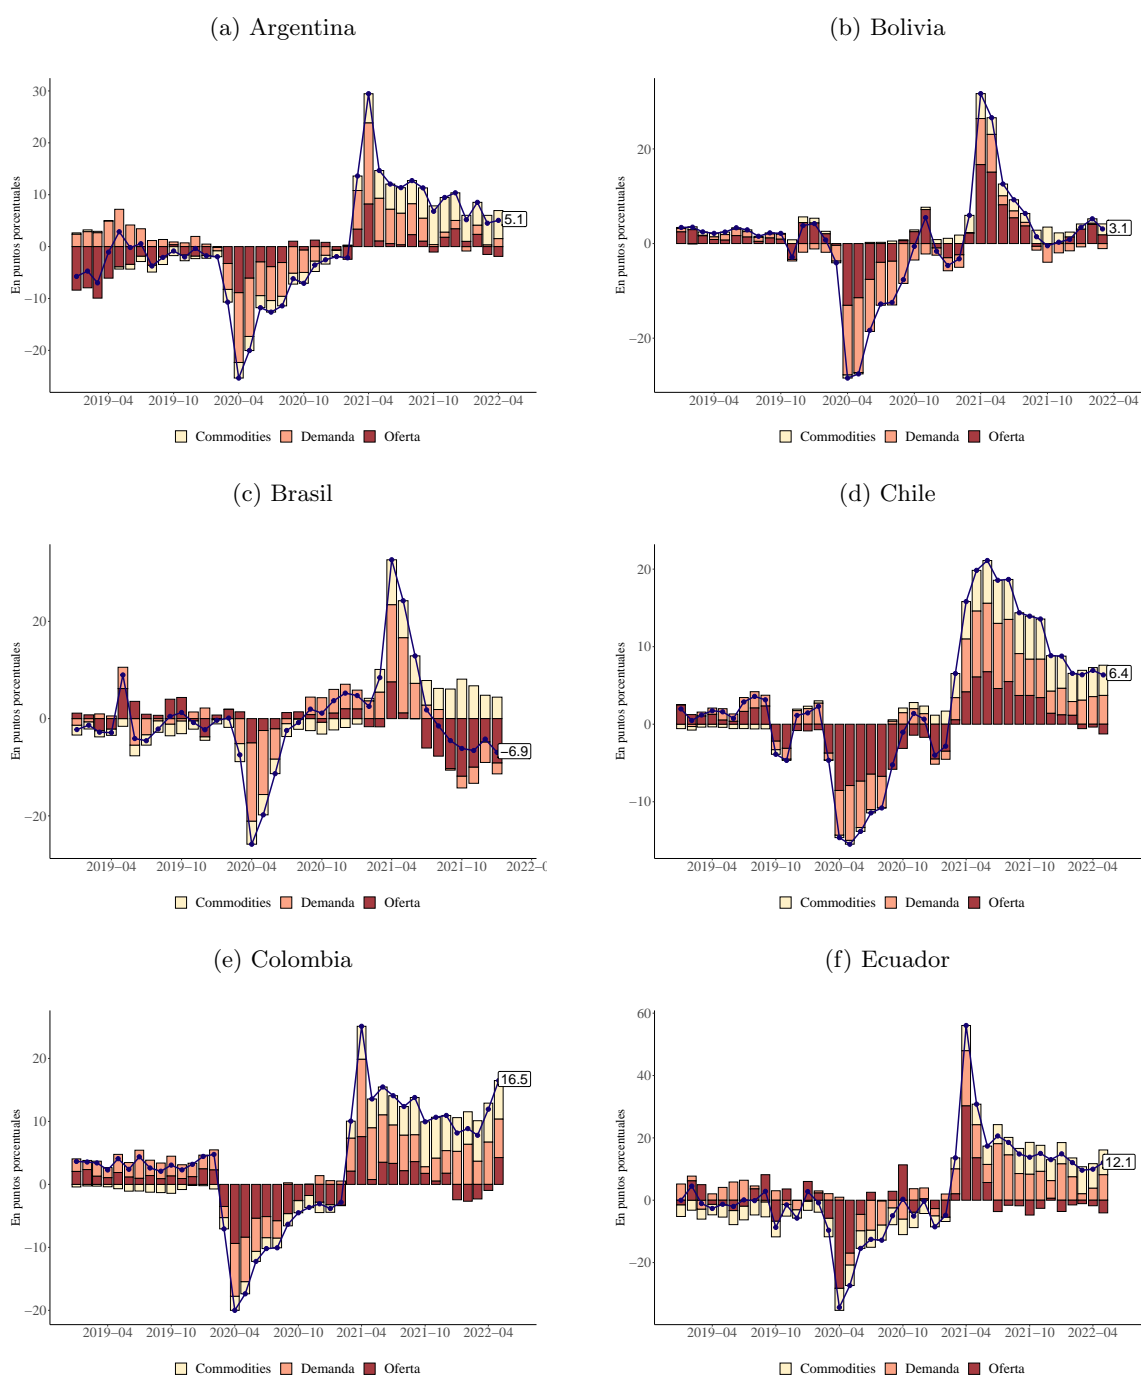 (a) Argentina
(b) Bolivia
En puntos porcentuales
30
20
10
0
−10
−20
5.1
2019−04 2019−10 2020−04 2020−10 2021−04 2021−10 2022−04
Commodities Demanda Oferta
En puntos porcentuales
20
0
−20
3.1
2019−04 2019−10 2020−04 2020−10 2021−04 2021−10 2022−04
Commodities Demanda Oferta
(c) Brasil
(d) Chile
En puntos porcentuales
20
0
−20
−6.9
2019−04 2019−10 2020−04 2020−10 2021−04 2021−10 2022−0
Commodities Demanda Oferta
En puntos porcentuales
20
10
0
−10
6.4
2019−04 2019−10 2020−04 2020−10 2021−04 2021−10 2022−04
Commodities Demanda Oferta
(e) Colombia
(f) Ecuador
En puntos porcentuales
20
10
0
−10
−20
16.5
2019−04 2019−10 2020−04 2020−10 2021−04 2021−10 2022−04
Commodities Demanda Oferta
En puntos porcentuales
60
40
20
0
−20
12.1
2019−04 2019−10 2020−04 2020−10 2021−04 2021−10 2022−04
Commodities Demanda Oferta